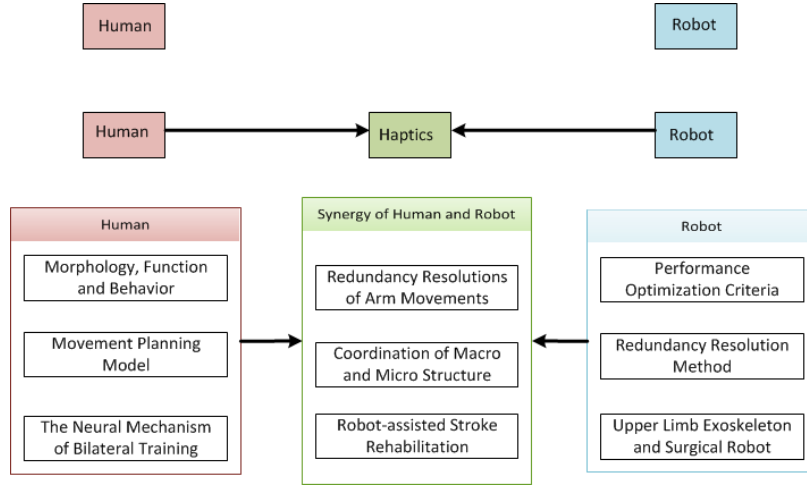 Human
Robot
Human
Haptics
Robot
Human
Morphology, Function
and Behavior
Movement Planning
Model
The Neural Mechanism
of Bilateral Training
Synergy of Human and Robot
Redundancy Resolutions
of Arm Movements
Coordination of Macro
and Micro Structure
Robot-assisted Stroke
Rehabilitation
Robot
Performance
Optimization Criteria
Redundancy Resolution
Method
Upper Limb Exoskeleton
and Surgical Robot